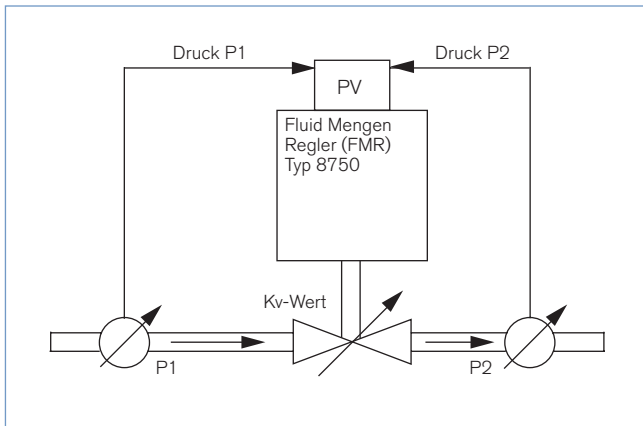 Druck P1
Druck P2
PV
Fluid Mengen
Regler (FMR)
Typ 8750
Kv-Wert
P1
P2